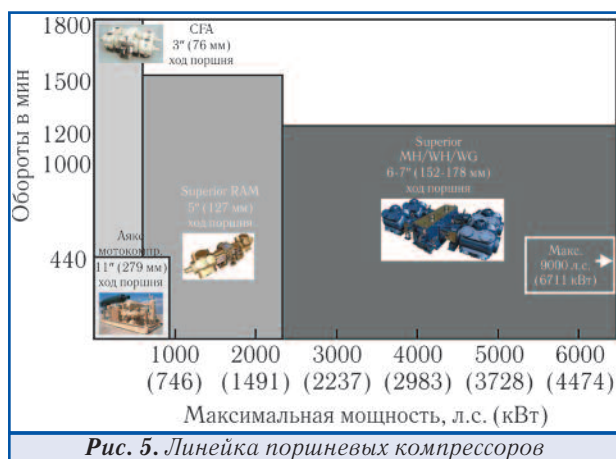 1800
1500
1200
1000
440
Обороты в мин
CFA
3" (76 мм)
ход поршня
Superior RAM
5" (127 мм)
ход поршня
Superior
MH/WH/WG
6-7" (152-178 мм)
ход поршня
Аякс
мотокомпр.
11" (279 мм)
ход поршня
Макс.
9000 л.с.
(6711 кВт)
1000 2000 3000 4000 5000 6000
(746) (1491) (2237) (2983) (3728) (4474)
Максимальная мощность, л.с. (кВт)
Рис. 5. Линейка поршневых компрессоров